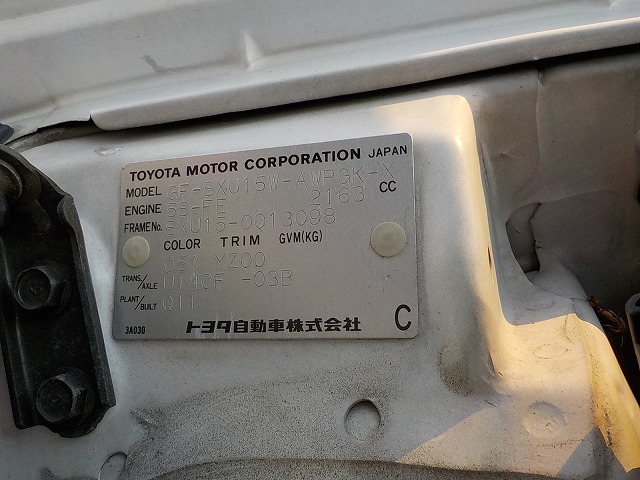 TOYOTA MOTOR CORPORATION JAPAN
MODEL GF-SXU15W-AWPGK-X
ENGINE 5S-FE 2163 CC
FRAME No. SXU15-0013098
COLOR TRIM GVM(KG)
051 YZ00
TRANS./AXLE U140F -03B
PLANT/BUILT Q11
3A030 トヨタ自動車株式会社 C